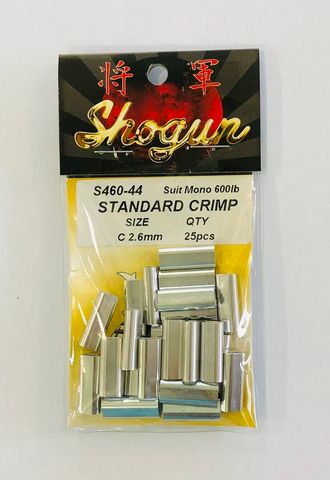 将 軍
Shogun
S460-44 Suit Mono 600lb
STANDARD CRIMP
SIZE QTY
C 2.6mm 25pcs